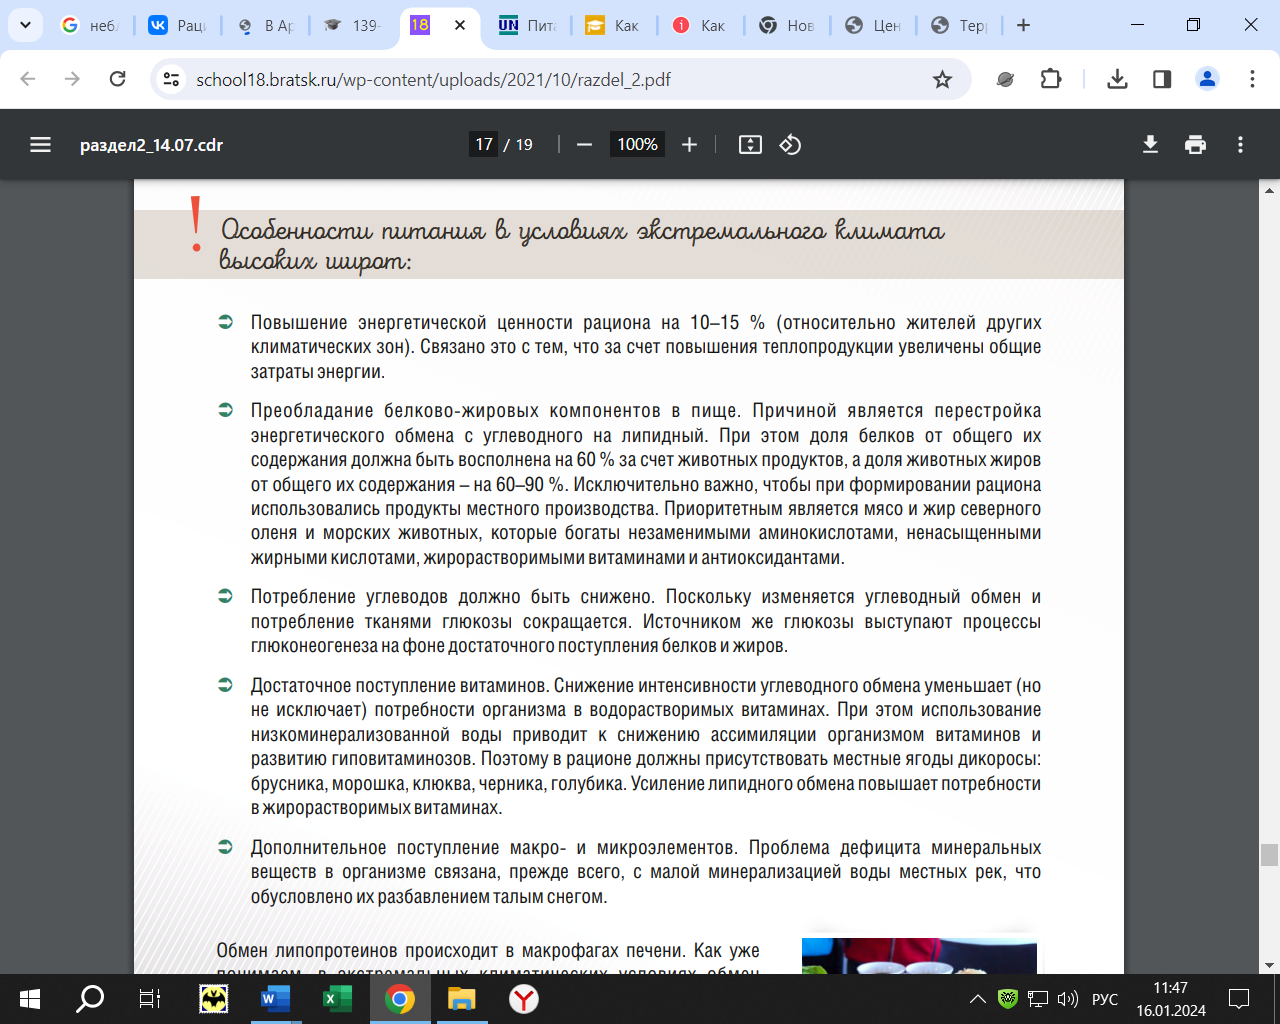 небл
Раци
В Ар
139-
18
UN Пита
Как
Как
Нов
Цен
Терр
school18.bratsk.ru/wp-content/uploads/2021/10/razdel_2.pdf
раздел2_14.07.cdr
17 / 19
100%
! Особенности питания в условиях экстремального климата
высоких широт:
Повышение энергетической ценности рациона на 10–15 % (относительно жителей других
климатических зон). Связано это с тем, что за счет повышения теплопродукции увеличены общие
затраты энергии.
Преобладание белково-жировых компонентов в пище. Причиной является перестройка
энергетического обмена с углеводного на липидный. При этом доля белков от общего их
содержания должна быть восполнена на 60 % за счет животных продуктов, а доля животных жиров
от общего их содержания – на 60–90 %. Исключительно важно, чтобы при формировании рациона
использовались продукты местного производства. Приоритетным является мясо и жир северного
оленя и морских животных, которые богаты незаменимыми аминокислотами, ненасыщенными
жирными кислотами, жирорастворимыми витаминами и антиоксидантами.
Потребление углеводов должно быть снижено. Поскольку изменяется углеводный обмен и
потребление тканями глюкозы сокращается. Источником же глюкозы выступают процессы
глюконеогенеза на фоне достаточного поступления белков и жиров.
Достаточное поступление витаминов. Снижение интенсивности углеводного обмена уменьшает (но
не исключает) потребности организма в водорастворимых витаминах. При этом использование
низкоминерализованной воды приводит к снижению ассимиляции организмом витаминов и
развитию гиповитаминозов. Поэтому в рационе должны присутствовать местные ягоды дикоросы:
брусника, морошка, клюква, черника, голубика. Усиление липидного обмена повышает потребности
в жирорастворимых витаминах.
Дополнительное поступление макро- и микроэлементов. Проблема дефицита минеральных
веществ в организме связана, прежде всего, с малой минерализацией воды местных рек, что
обусловлено их разбавлением талым снегом.
Обмен липопротеинов происходит в макрофагах печени. Как уже
понимаем, в экстремальных климатических условиях обмен
РУС
11:47
16.01.2024